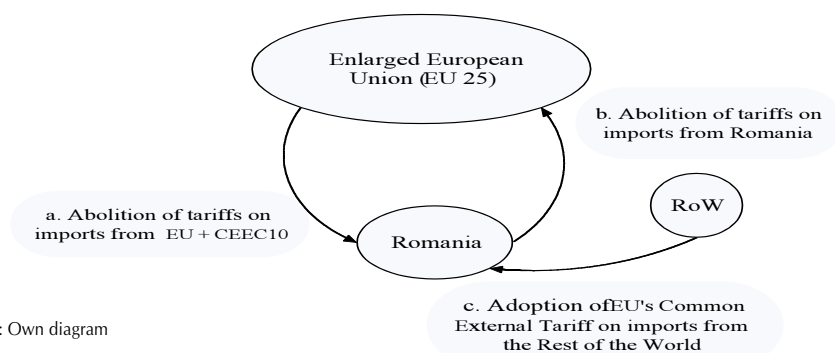 Enlarged European
Union (EU 25)
b. Abolition of tariffs on
imports from Romania
RoW
a. Abolition of tariffs on
imports from EU + CEEC10
Romania
c. Adoption ofEU's Common
External Tariff on imports from
the Rest of the World
: Own diagram